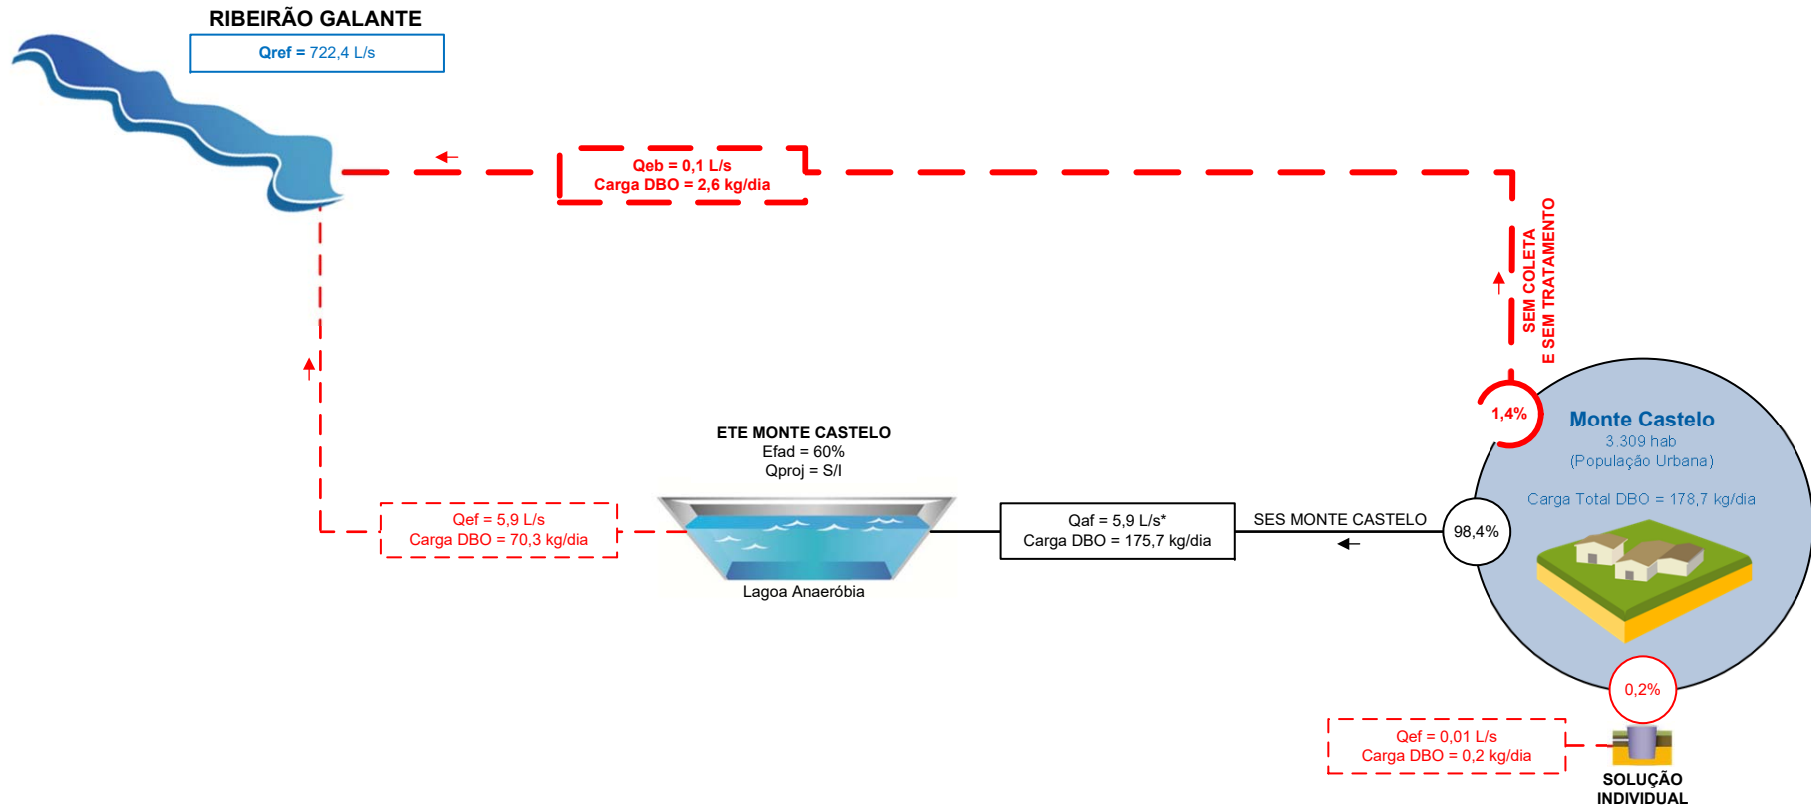 RIBEIRÃO GALANTE
Qref = 722,4 L/s
Qeb = 0,1 L/s
Carga DBO = 2,6 kg/dia
SEM COLETA
E SEM TRATAMENTO
1,4%
Monte Castelo
3.309 hab
(População Urbana)
Carga Total DBO = 178,7 kg/dia
ETE MONTE CASTELO
Efad = 60%
Qproj = S/I
Lagoa Anaeróbia
Qef = 5,9 L/s
Carga DBO = 70,3 kg/dia
Qaf = 5,9 L/s*
Carga DBO = 175,7 kg/dia
SES MONTE CASTELO
98,4%
0,2%
Qef = 0,01 L/s
Carga DBO = 0,2 kg/dia
SOLUÇÃO
INDIVIDUAL